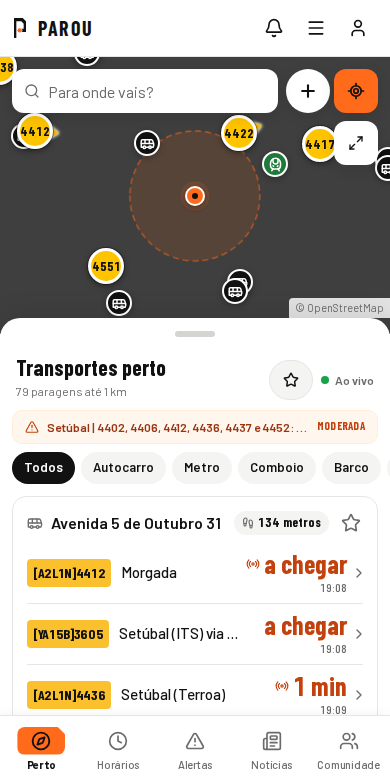 PAROU
38
Para onde vais?
4412
4422
4417
4551
© OpenStreetMap
Transportes perto
79 paragens até 1 km
Ao vivo
Setúbal | 4402, 4406, 4412, 4436, 4437 e 4452: ...
MODERADA
Todos
Autocarro
Metro
Comboio
Barco
Avenida 5 de Outubro 31
134 metros
[A2L1N]4412
Morgada
a chegar
19:08
[YA15B]3605
Setúbal (ITS) via ...
a chegar
19:08
[A2L1N]4436
Setúbal (Terroa)
1 min
19:09
Perto
Horários
Alertas
Notícias
Comunidade